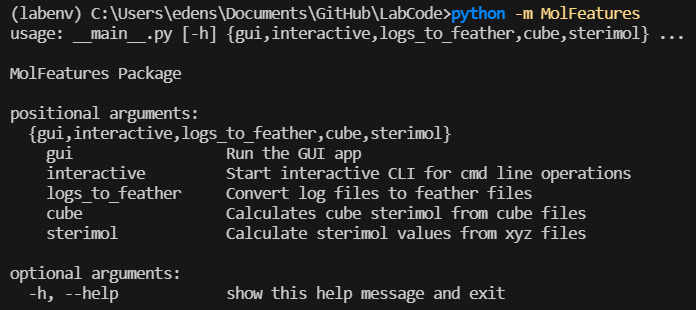 (labenv) C:\Users\edens\Documents\GitHub\LabCode>python -m MolFeatures
usage: __main__.py [-h] {gui,interactive,logs_to_feather,cube,sterimol} ...
MolFeatures Package
positional arguments:
{gui,interactive,logs_to_feather,cube,sterimol}
gui Run the GUI app
interactive Start interactive CLI for cmd line operations
logs_to_feather Convert log files to feather files
cube Calculates cube sterimol from cube files
sterimol Calculate sterimol values from xyz files
optional arguments:
-h, --help show this help message and exit